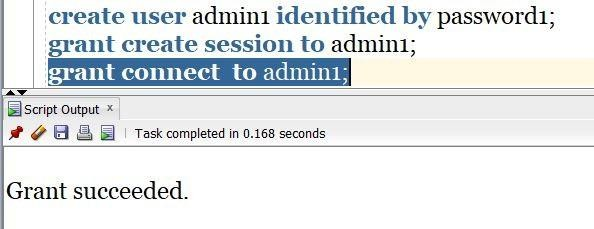 create user admin1 identified by password1;
grant create session to admin1;
grant connect  to admin1;
Script Output x
Task completed in 0.168 seconds
Grant succeeded.